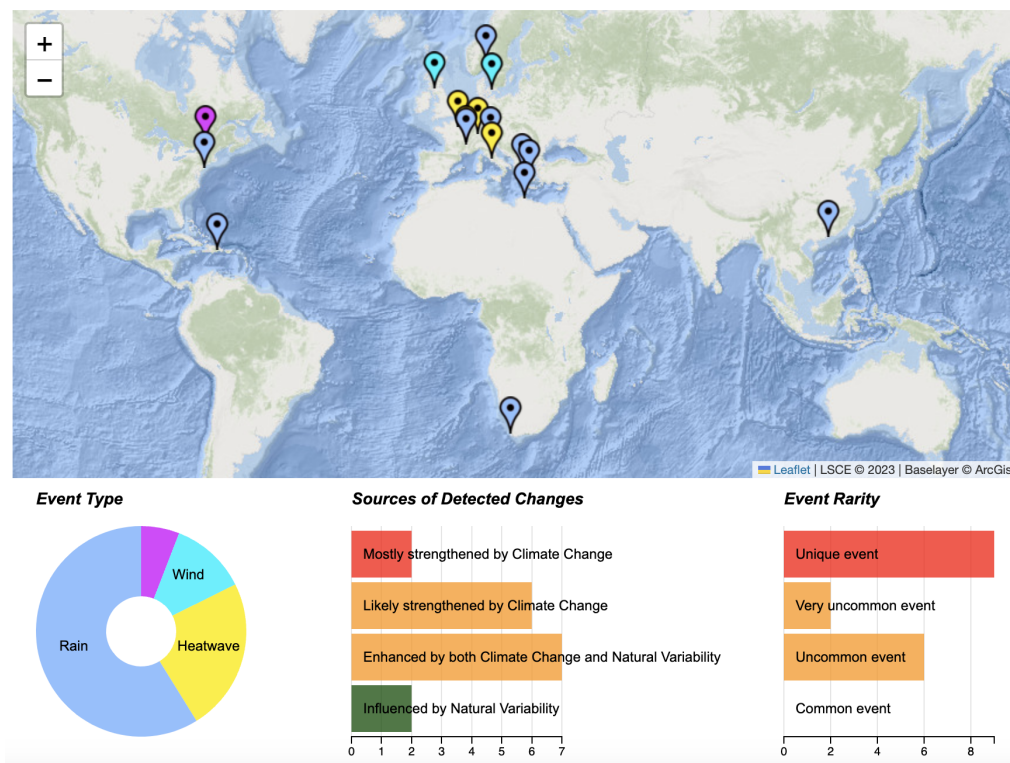 +
−
Leaflet | LSCE © 2023 | Baselayer © ArcGis
Event Type
Wind
Rain
Heatwave
Sources of Detected Changes
Mostly strengthened by Climate Change
Likely strengthened by Climate Change
Enhanced by both Climate Change and Natural Variability
Influenced by Natural Variability
0 1 2 3 4 5 6 7
Event Rarity
Unique event
Very uncommon event
Uncommon event
Common event
0 2 4 6 8